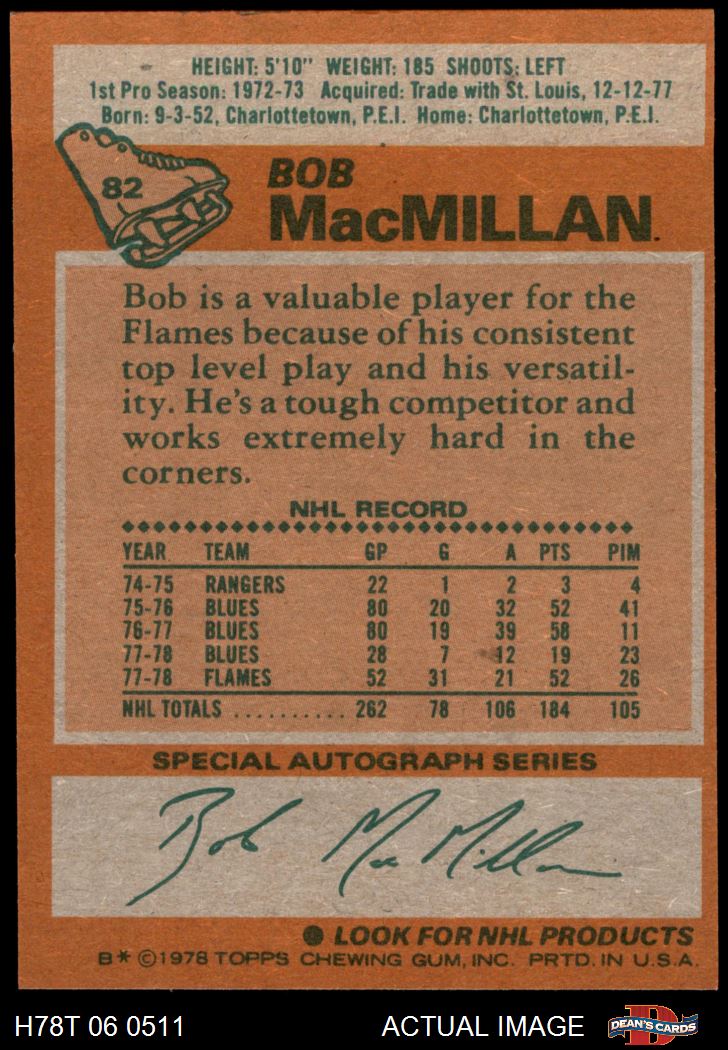 HEIGHT: 5'10" WEIGHT: 185 SHOOTS: LEFT
1st Pro Season: 1972-73 Acquired: Trade with St. Louis, 12-12-77
Born: 9-3-52, Charlottetown, P.E.I. Home: Charlottetown, P.E.I.
82
BOB
MacMILLAN.
Bob is a valuable player for the
Flames because of his consistent
top level play and his versatil-
ity. He's a tough competitor and
works extremely hard in the
corners.
NHL RECORD
YEAR TEAM GP G A PTS PIM
74-75 RANGERS 22 1 2 3 4
75-76 BLUES 80 20 32 52 41
76-77 BLUES 80 19 39 58 11
77-78 BLUES 28 7 12 19 23
77-78 FLAMES 52 31 21 52 26
NHL TOTALS .......... 262 78 106 184 105
SPECIAL AUTOGRAPH SERIES
Bob MacMillan
● LOOK FOR NHL PRODUCTS
B* ©1978 TOPPS CHEWING GUM, INC. PRTD. IN U.S.A.
H78T 06 0511 ACTUAL IMAGE D DEAN'S CARDS